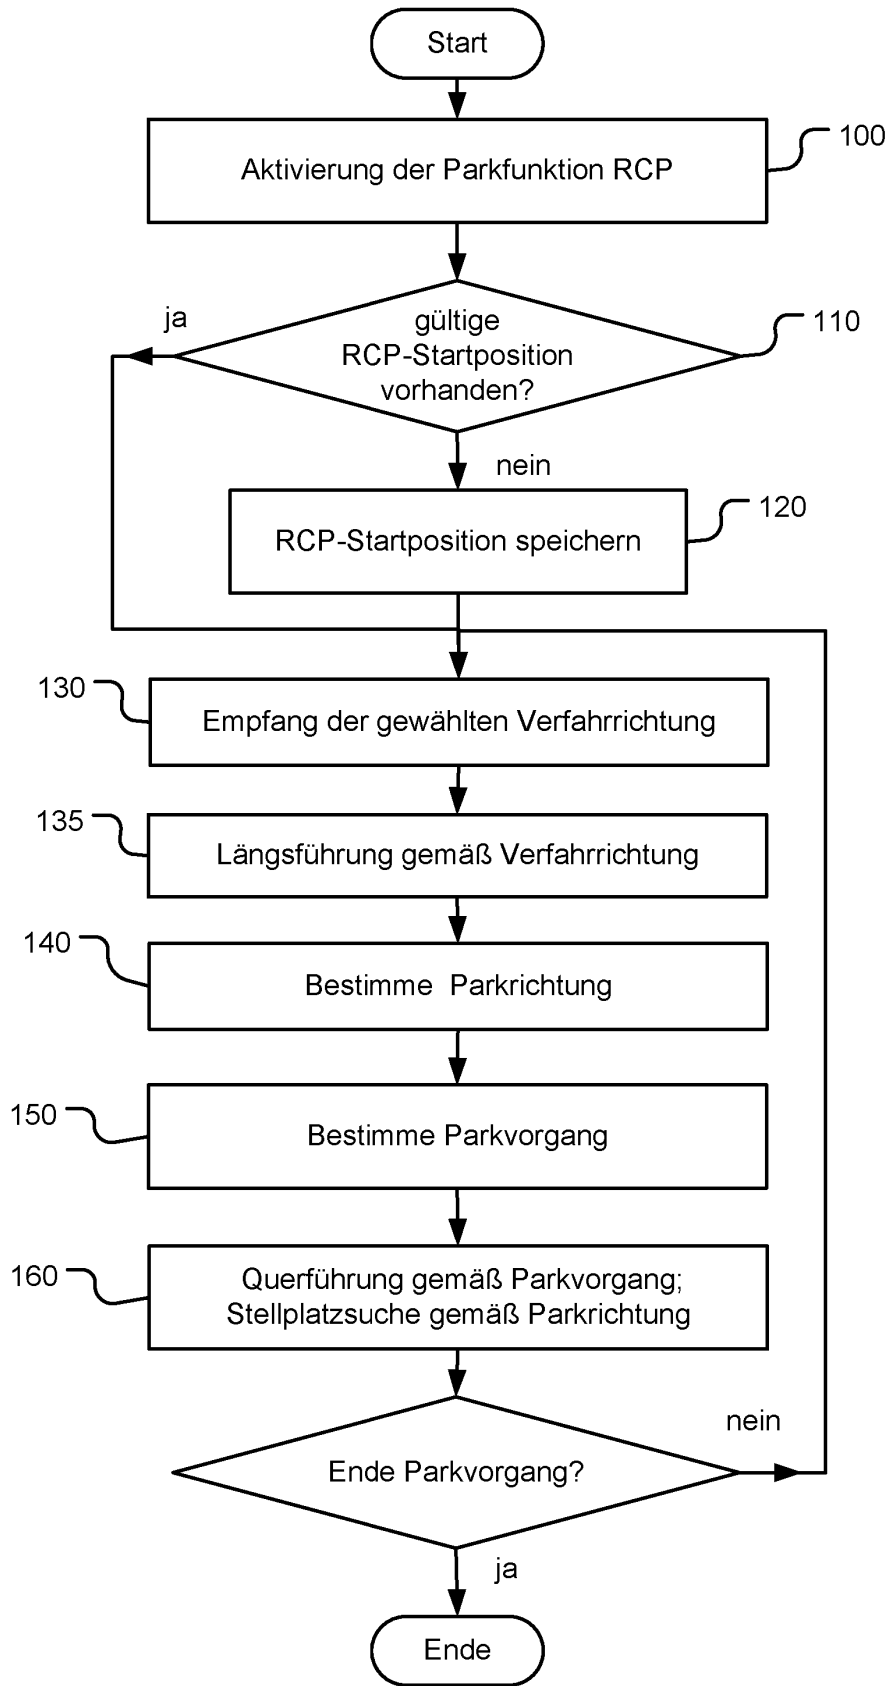 Start
Aktivierung der Parkfunktion RCP
100
ja
gültige
RCP-Startposition
vorhanden?
110
nein
RCP-Startposition speichern
120
130
Empfang der gewählten Verfahrrichtung
135
Längsführung gemäß Verfahrrichtung
140
Bestimme Parkrichtung
150
Bestimme Parkvorgang
160
Querführung gemäß Parkvorgang;
Stellplatzsuche gemäß Parkrichtung
nein
Ende Parkvorgang?
ja
Ende